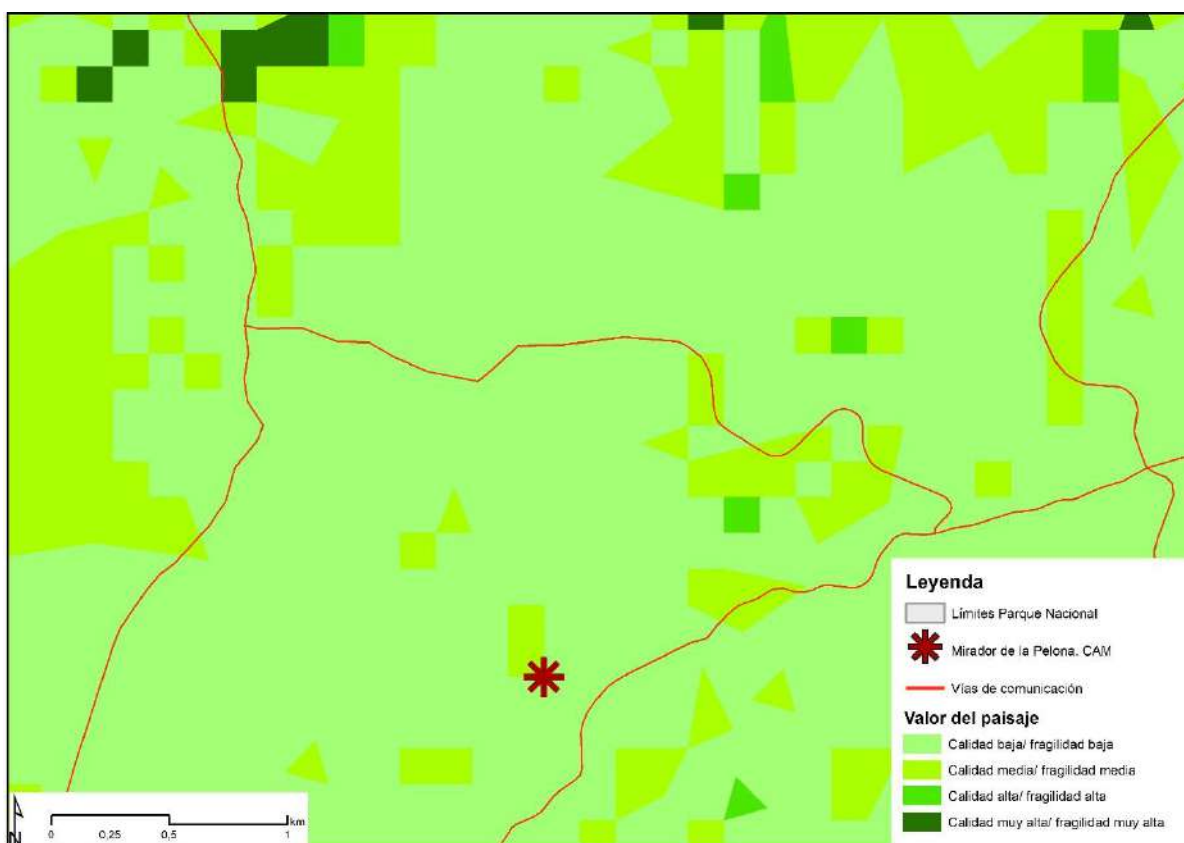 Leyenda
Límites Parque Nacional
Mirador de la Pelona. CAM
Vías de comunicación
Valor del paisaje
Calidad baja/ fragilidad baja
Calidad media/ fragilidad media
Calidad alta/ fragilidad alta
Calidad muy alta/ fragilidad muy alta
N
km
0 0,25 0,5 1